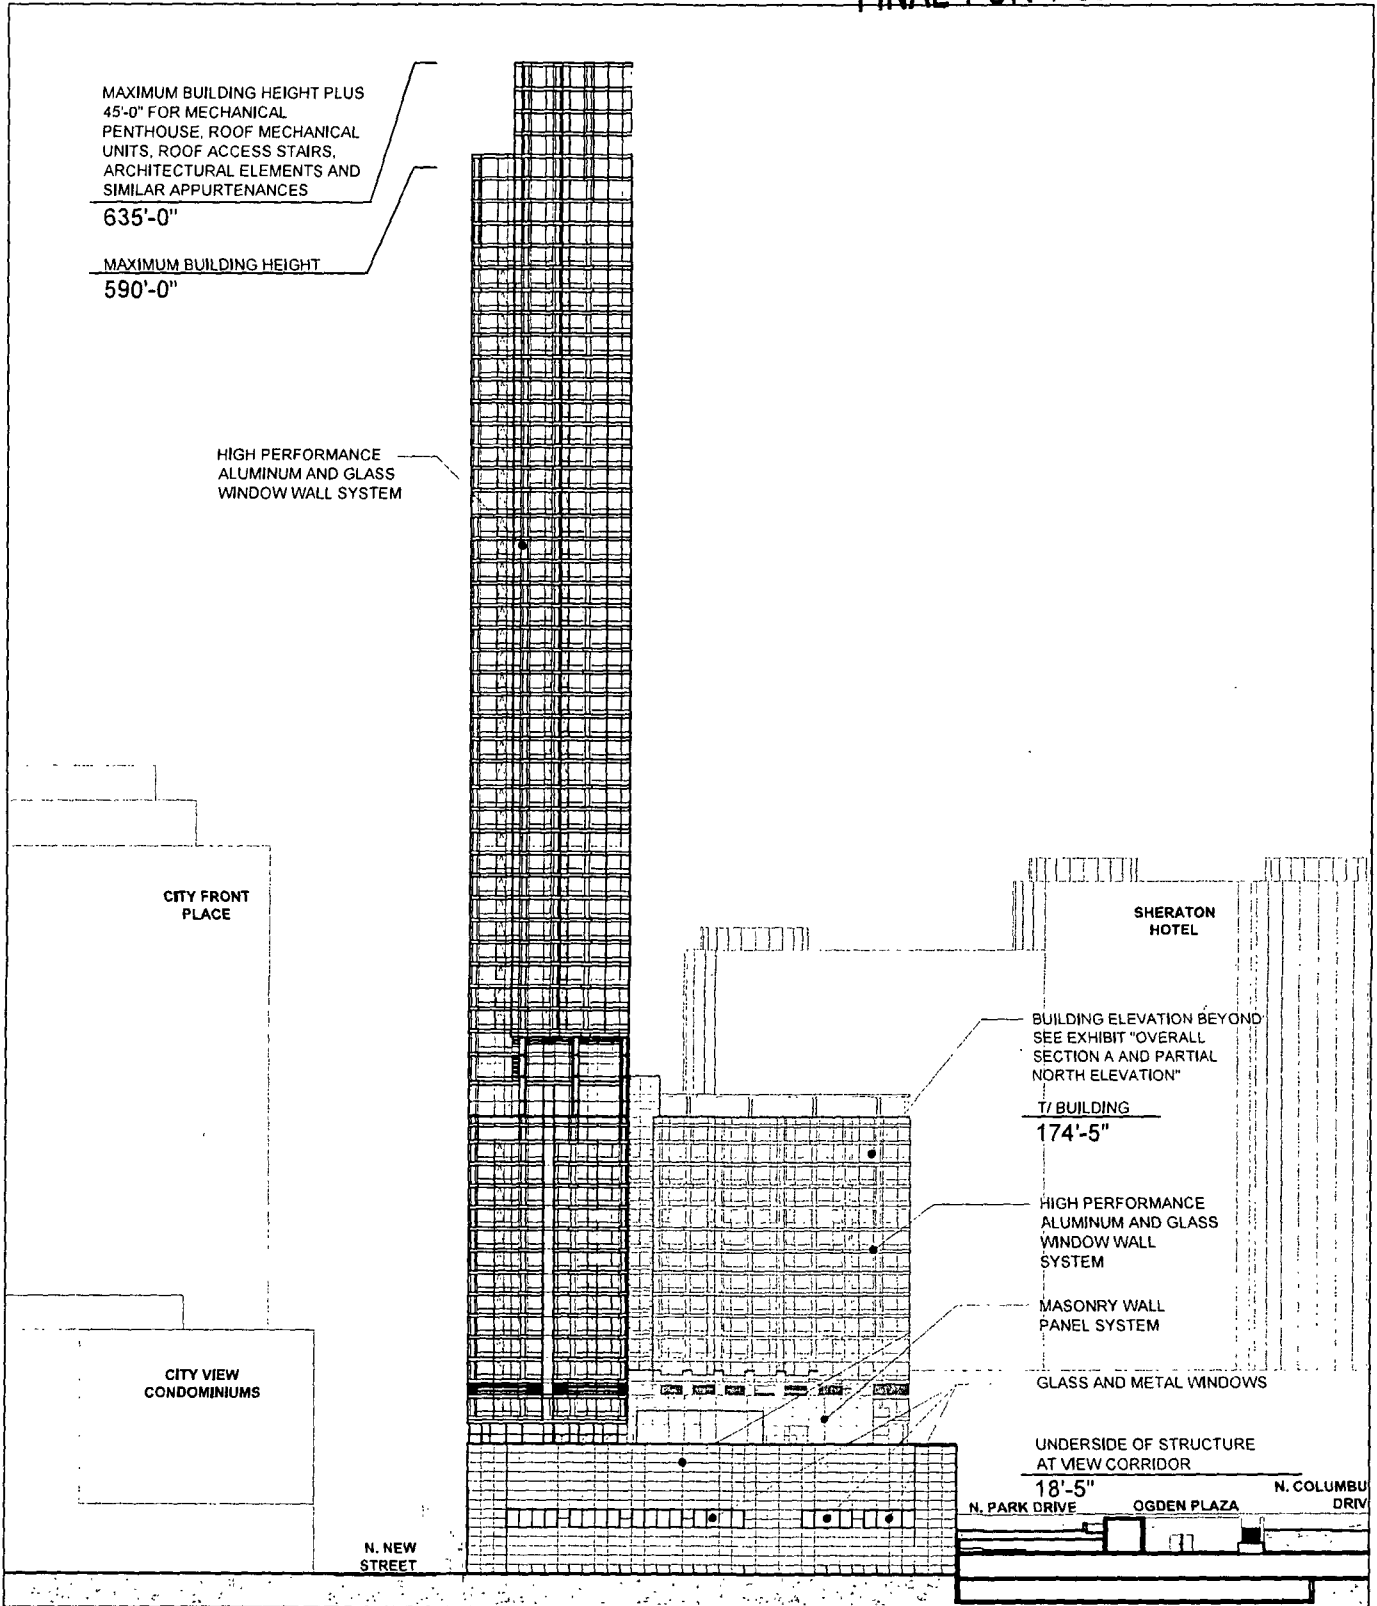 MAXIMUM BUILDING HEIGHT PLUS
45'-0" FOR MECHANICAL
PENTHOUSE, ROOF MECHANICAL
UNITS, ROOF ACCESS STAIRS,
ARCHITECTURAL ELEMENTS AND
SIMILAR APPURTENANCES
635'-0"
MAXIMUM BUILDING HEIGHT
590'-0"
HIGH PERFORMANCE
ALUMINUM AND GLASS
WINDOW WALL SYSTEM
CITY FRONT
PLACE
SHERATON
HOTEL
BUILDING ELEVATION BEYOND
SEE EXHIBIT "OVERALL
SECTION A AND PARTIAL
NORTH ELEVATION"
T/ BUILDING
174'-5"
HIGH PERFORMANCE
ALUMINUM AND GLASS
WINDOW WALL
SYSTEM
MASONRY WALL
PANEL SYSTEM
CITY VIEW
CONDOMINIUMS
GLASS AND METAL WINDOWS
UNDERSIDE OF STRUCTURE
AT VIEW CORRIDOR
18'-5"
N. PARK DRIVE
OGDEN PLAZA
N. COLUMBU
DRIV
N. NEW
STREET